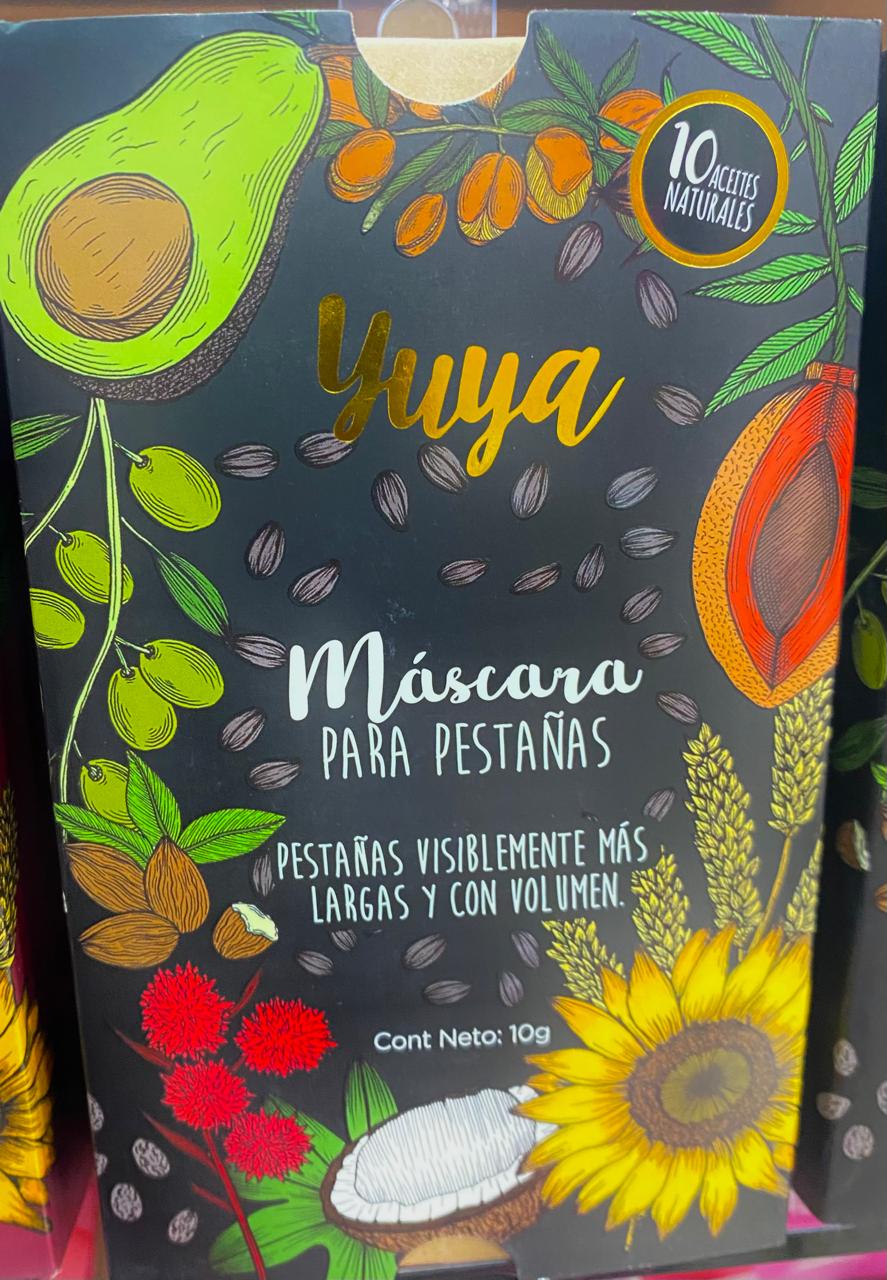 10 ACEITES
NATURALES
Yuya
Máscara
PARA PESTAÑAS
PESTAÑAS VISIBLEMENTE MÁS
LARGAS Y CON VOLUMEN.
Cont Neto: 10g